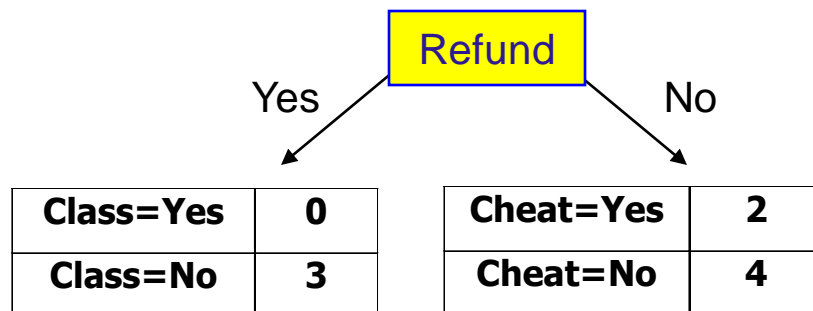 Refund
Yes No
Class=Yes 0 Cheat=Yes 2
Class=No 3 Cheat=No 4